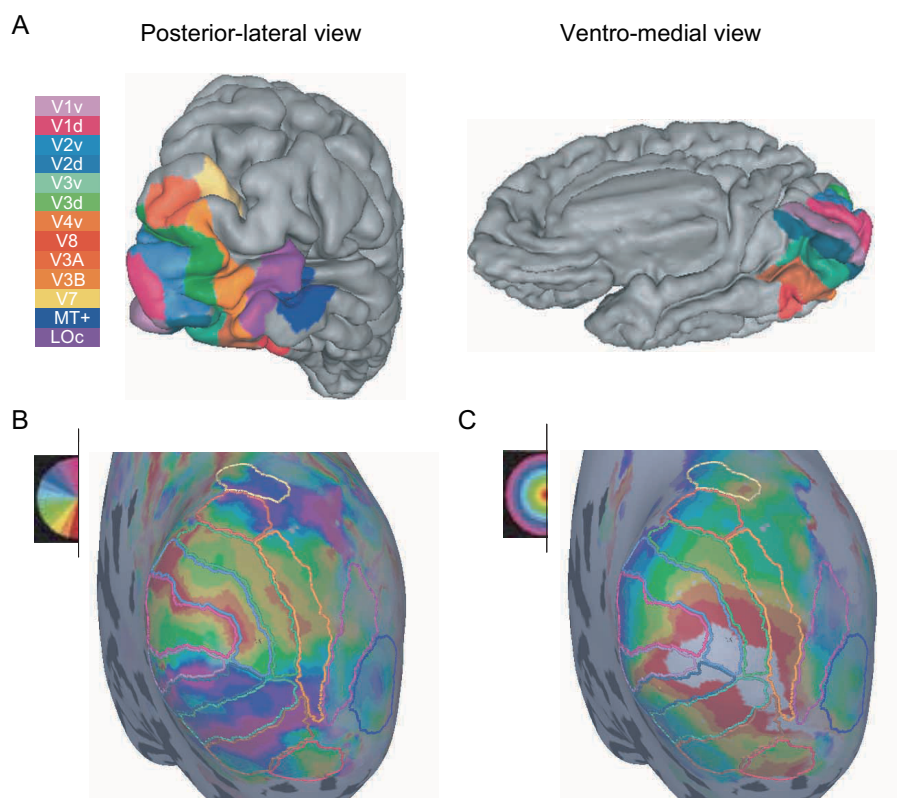 A
Posterior-lateral view
Ventro-medial view
V1v
V1d
V2v
V2d
V3v
V3d
V4v
V8
V3A
V3B
V7
MT+
LOc
B
C